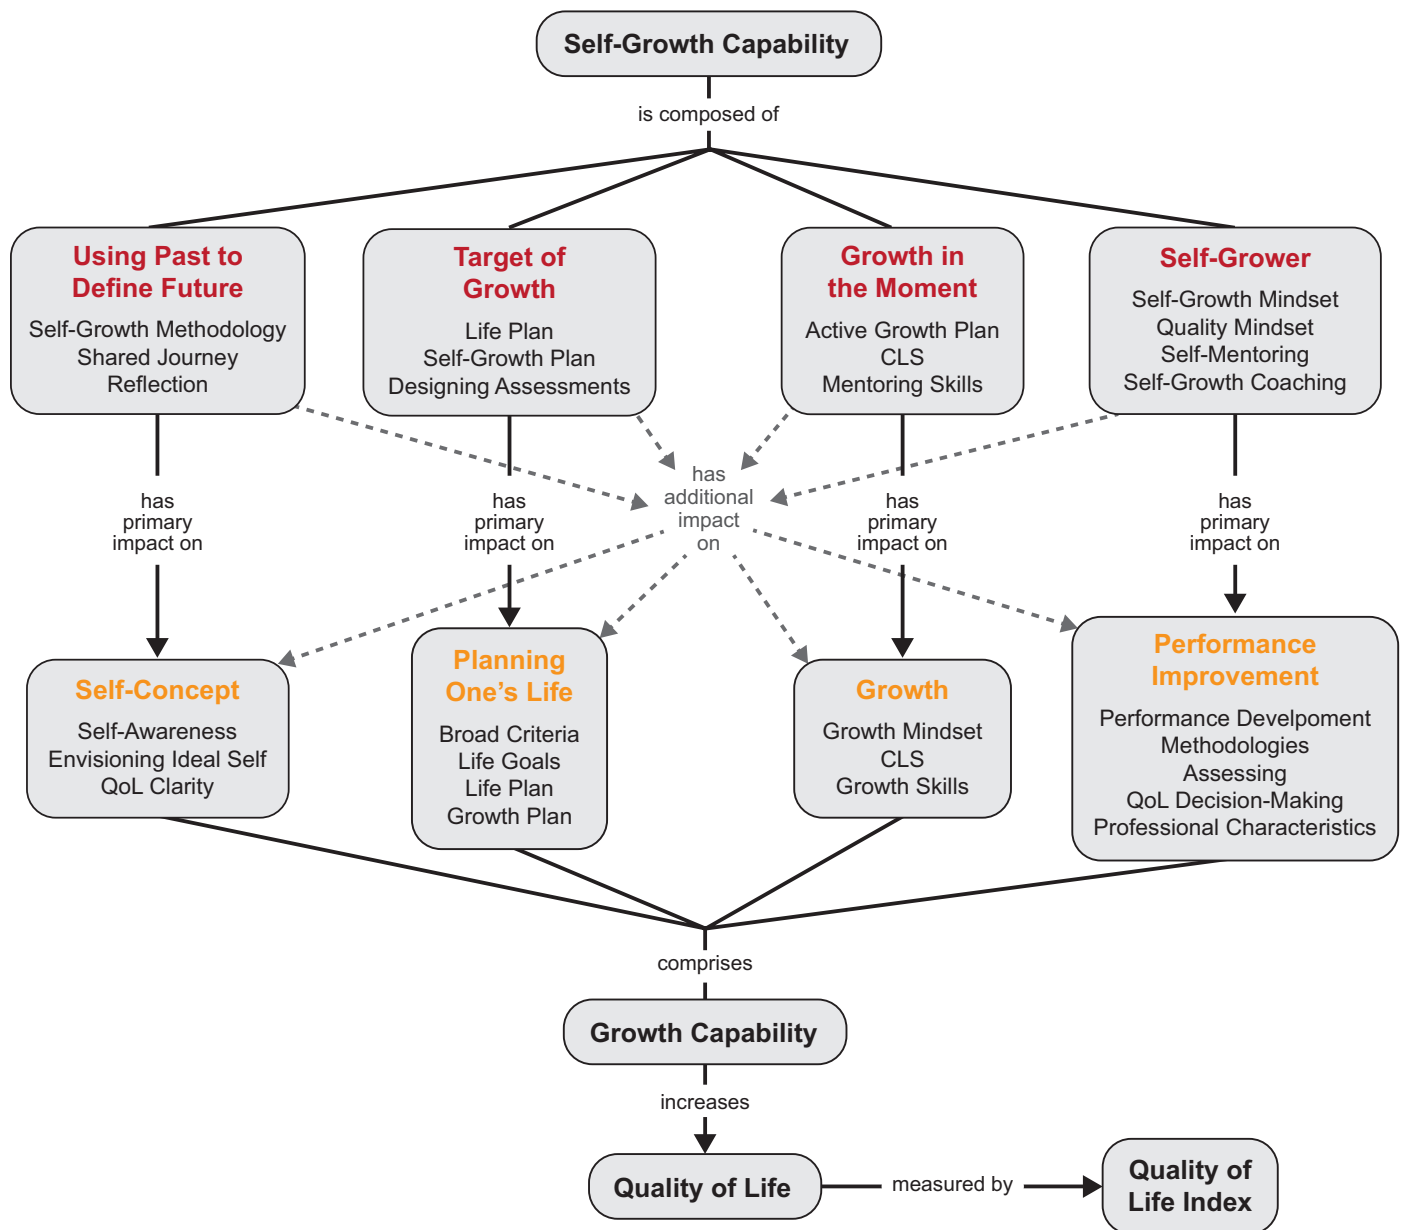 Self-Growth Capability
is composed of
Using Past to
Define Future
Self-Growth Methodology
Shared Journey
Reflection
Target of
Growth
Life Plan
Self-Growth Plan
Designing Assessments
Growth in
the Moment
Active Growth Plan
CLS
Mentoring Skills
Self-Grower
Self-Growth Mindset
Quality Mindset
Self-Mentoring
Self-Growth Coaching
has
primary
impact on
has
primary
impact on
has
additional
impact
on
has
primary
impact on
has
primary
impact on
Self-Concept
Self-Awareness
Envisioning Ideal Self
QoL Clarity
Planning
One's Life
Broad Criteria
Life Goals
Life Plan
Growth Plan
Growth
Growth Mindset
CLS
Growth Skills
Performance
Improvement
Performance Develpoment
Methodologies
Assessing
QoL Decision-Making
Professional Characteristics
comprises
Growth Capability
increases
Quality of Life
measured by
Quality of
Life Index